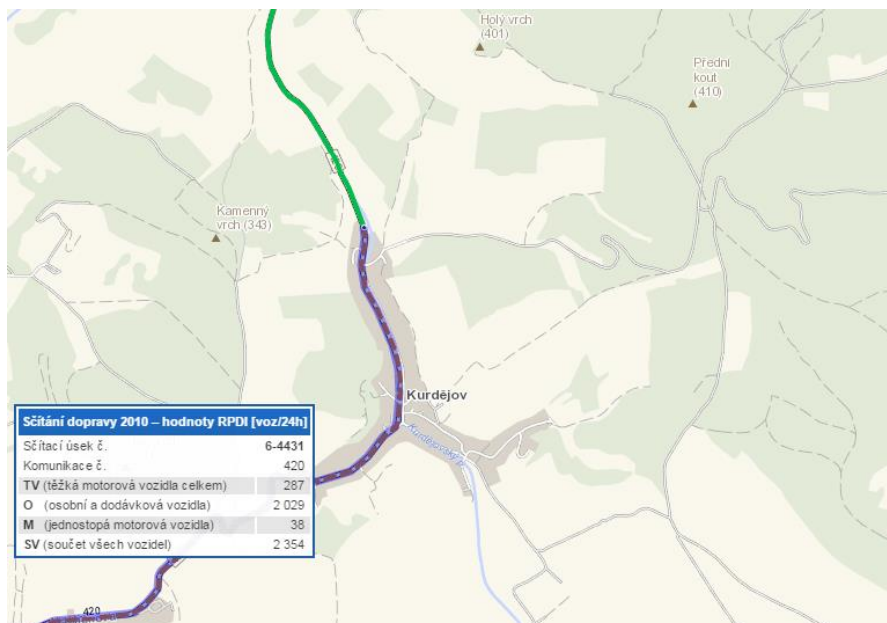 Holý vrch
(401)
Přední
kout
(410)
Kamenný
vrch (343)
Kurdějov
Kurdějovský p.
Sčítání dopravy 2010 – hodnoty RPDI [voz/24h]
Sčítací úsek č. 6-4431
Komunikace č. 420
TV (těžká motorová vozidla celkem) 287
O (osobní a dodávková vozidla) 2 029
M (jednostopá motorová vozidla) 38
SV (součet všech vozidel) 2 354
420